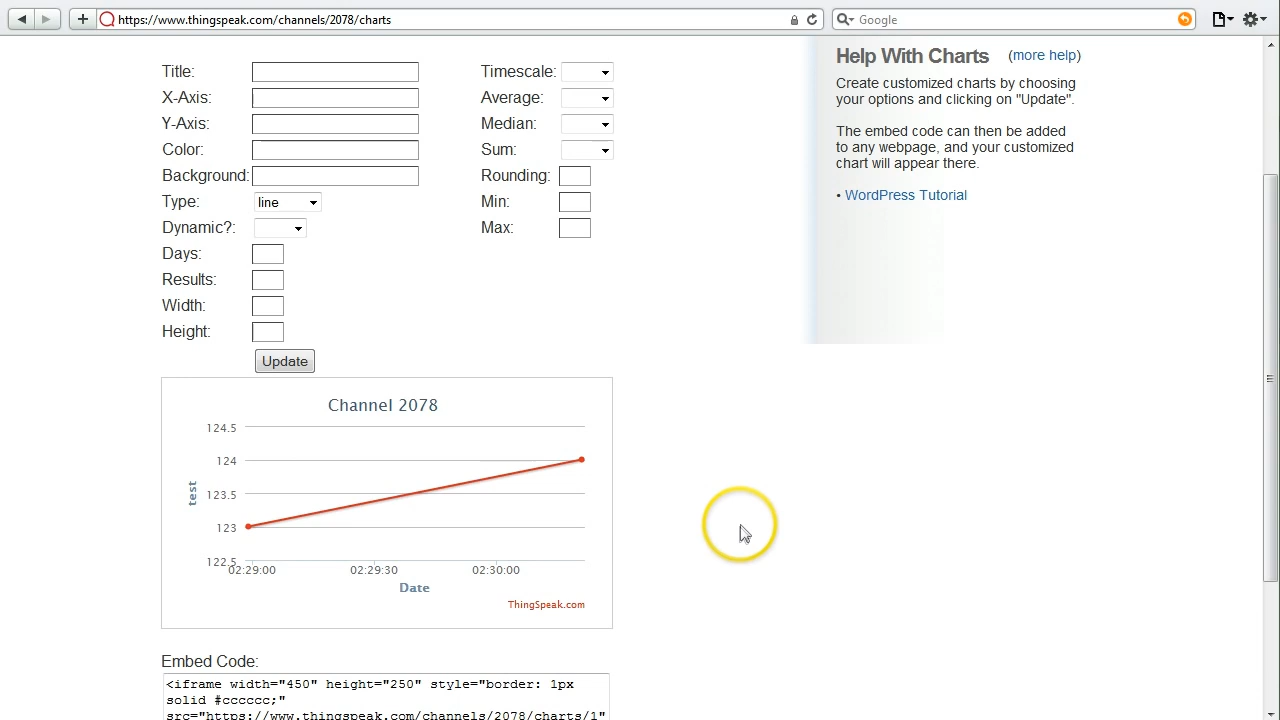 https://www.thingspeak.com/channels/2078/charts
Google
Title:
X-Axis:
Y-Axis:
Color:
Background:
Type:
line
Dynamic?:
Days:
Results:
Width:
Height:
Update
Timescale:
Average:
Median:
Sum:
Rounding:
Min:
Max:
Help With Charts (more help)
Create customized charts by choosing
your options and clicking on "Update".
The embed code can then be added
to any webpage, and your customized
chart will appear there.
• WordPress Tutorial
Channel 2078
124.5
124
123.5
123
122.5
test
02:29:00 02:29:30 02:30:00
Date
ThingSpeak.com
Embed Code:
<iframe width="450" height="250" style="border: 1px
solid #cccccc;"
src="https://www.thingspeak.com/channels/2078/charts/1"